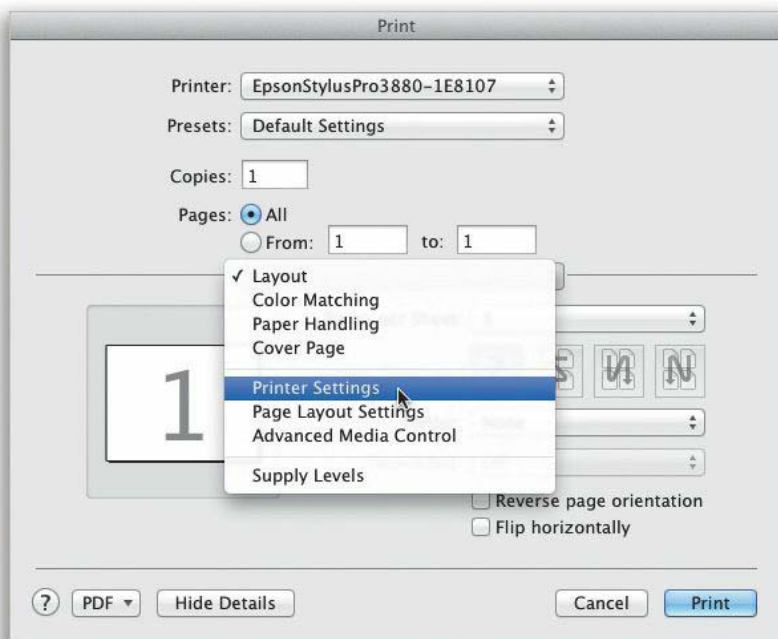 Print
Printer: EpsonStylusPro3880-1E8107
Presets: Default Settings
Copies: 1
Pages: All
From: 1 to: 1
✓ Layout
Color Matching
Paper Handling
Cover Page
Printer Settings
Page Layout Settings
Advanced Media Control
Supply Levels
1
Reverse page orientation
Flip horizontally
? PDF Hide Details Cancel Print